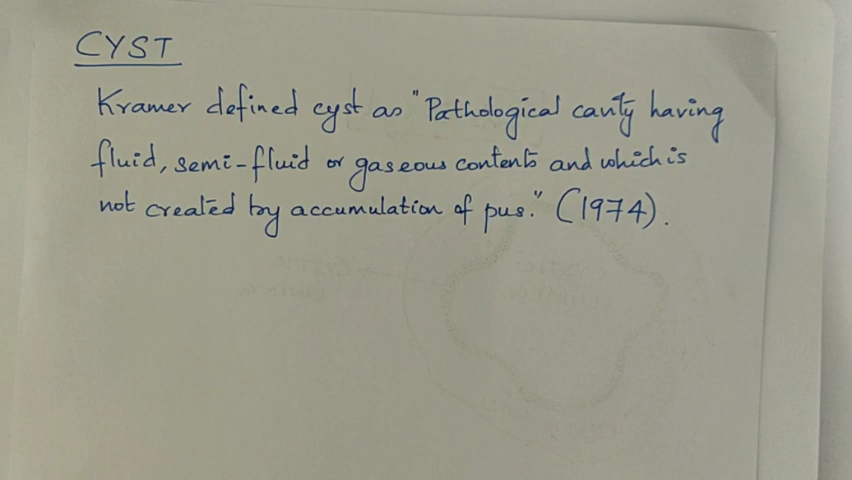 CYST
Kramer defined cyst as "Pathological cavity having
fluid, semi-fluid or gaseous contents and which is
not created by accumulation of pus." (1974).